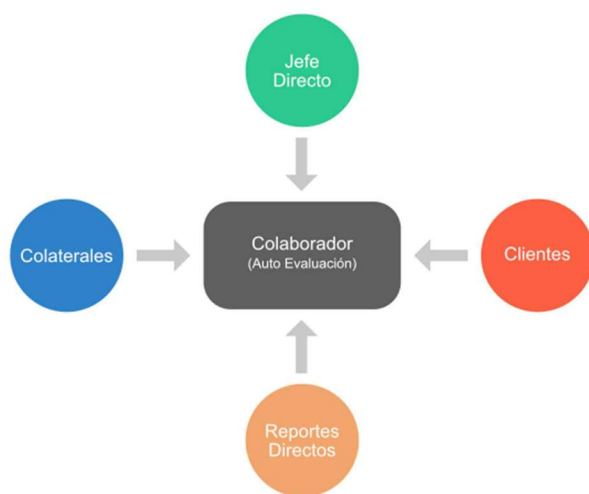 Jefe
Directo
Colaterales
Colaborador
(Auto Evaluación)
Clientes
Reportes
Directos